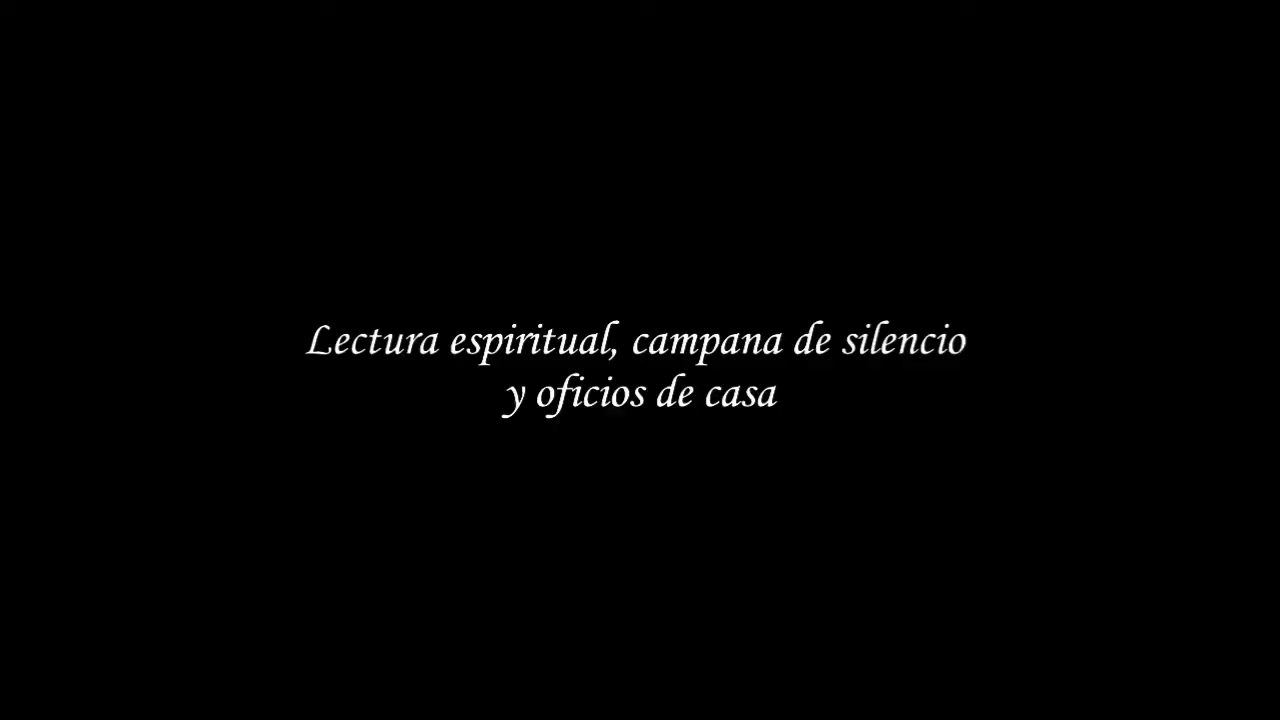 Lectura espiritual, campana de silencio
y oficios de casa